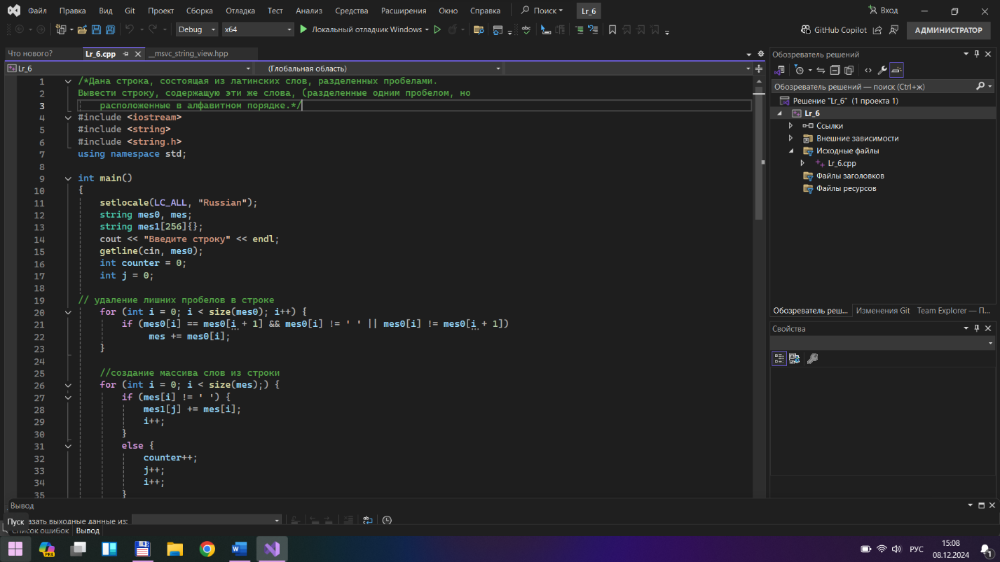 Файл Правка Вид Git Проект Сборка Отладка Тест Анализ Средства Расширения Окно Справка Поиск Lr_6 Вход
Debug x64 Локальный отладчик Windows GitHub Copilot АДМИНИСТРАТОР
Что нового? Lr_6.cpp __msvc_string_view.hpp
Lr_6 (Глобальная область)
1 /*Дана строка, состоящая из латинских слов, разделенных пробелами.
2 Вывести строку, содержащую эти же слова, (разделенные одним пробелом, но
3 расположенные в алфавитном порядке.*/
4 #include <iostream>
5 #include <string>
6 #include <string.h>
7 using namespace std;
8
9 int main()
10 {
11 setlocale(LC_ALL, "Russian");
12 string mes0, mes;
13 string mes1[256]{};
14 cout << "Введите строку" << endl;
15 getline(cin, mes0);
16 int counter = 0;
17 int j = 0;
18
19 // удаление лишних пробелов в строке
20 for (int i = 0; i < size(mes0); i++) {
21 if (mes0[i] == mes0[i + 1] && mes0[i] != ' ' || mes0[i] != mes0[i + 1])
22 mes += mes0[i];
23 }
24
25 //создание массива слов из строки
26 for (int i = 0; i < size(mes);) {
27 if (mes[i] != ' ') {
28 mes1[j] += mes[i];
29 i++;
30 }
31 else {
32 counter++;
33 j++;
34 i++;
35 }
Обозреватель решений
Обозреватель решений — поиск (Ctrl+ж)
Решение "Lr_6" (1 проекта 1)
Lr_6
Ссылки
Внешние зависимости
Исходные файлы
Lr_6.cpp
Файлы заголовков
Файлы ресурсов
Обозреватель реш... Изменения Git Team Explorer — П...
Свойства
Вывод
Пуск
азать выходные данные из:
Список ошибок Вывод
PRE W РУС 15:08
08.12.2024 1